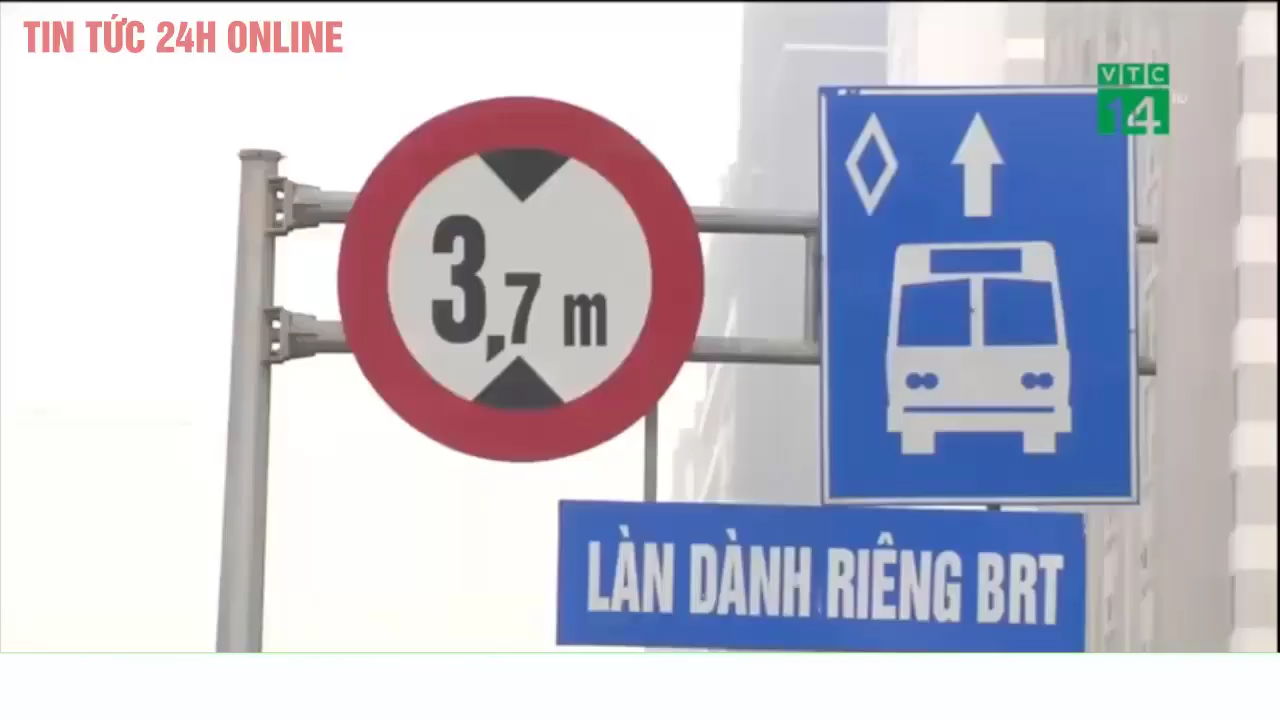 TIN TỨC 24H ONLINE
VTC
14
3,7 m
LÀN DÀNH RIÊNG BRT